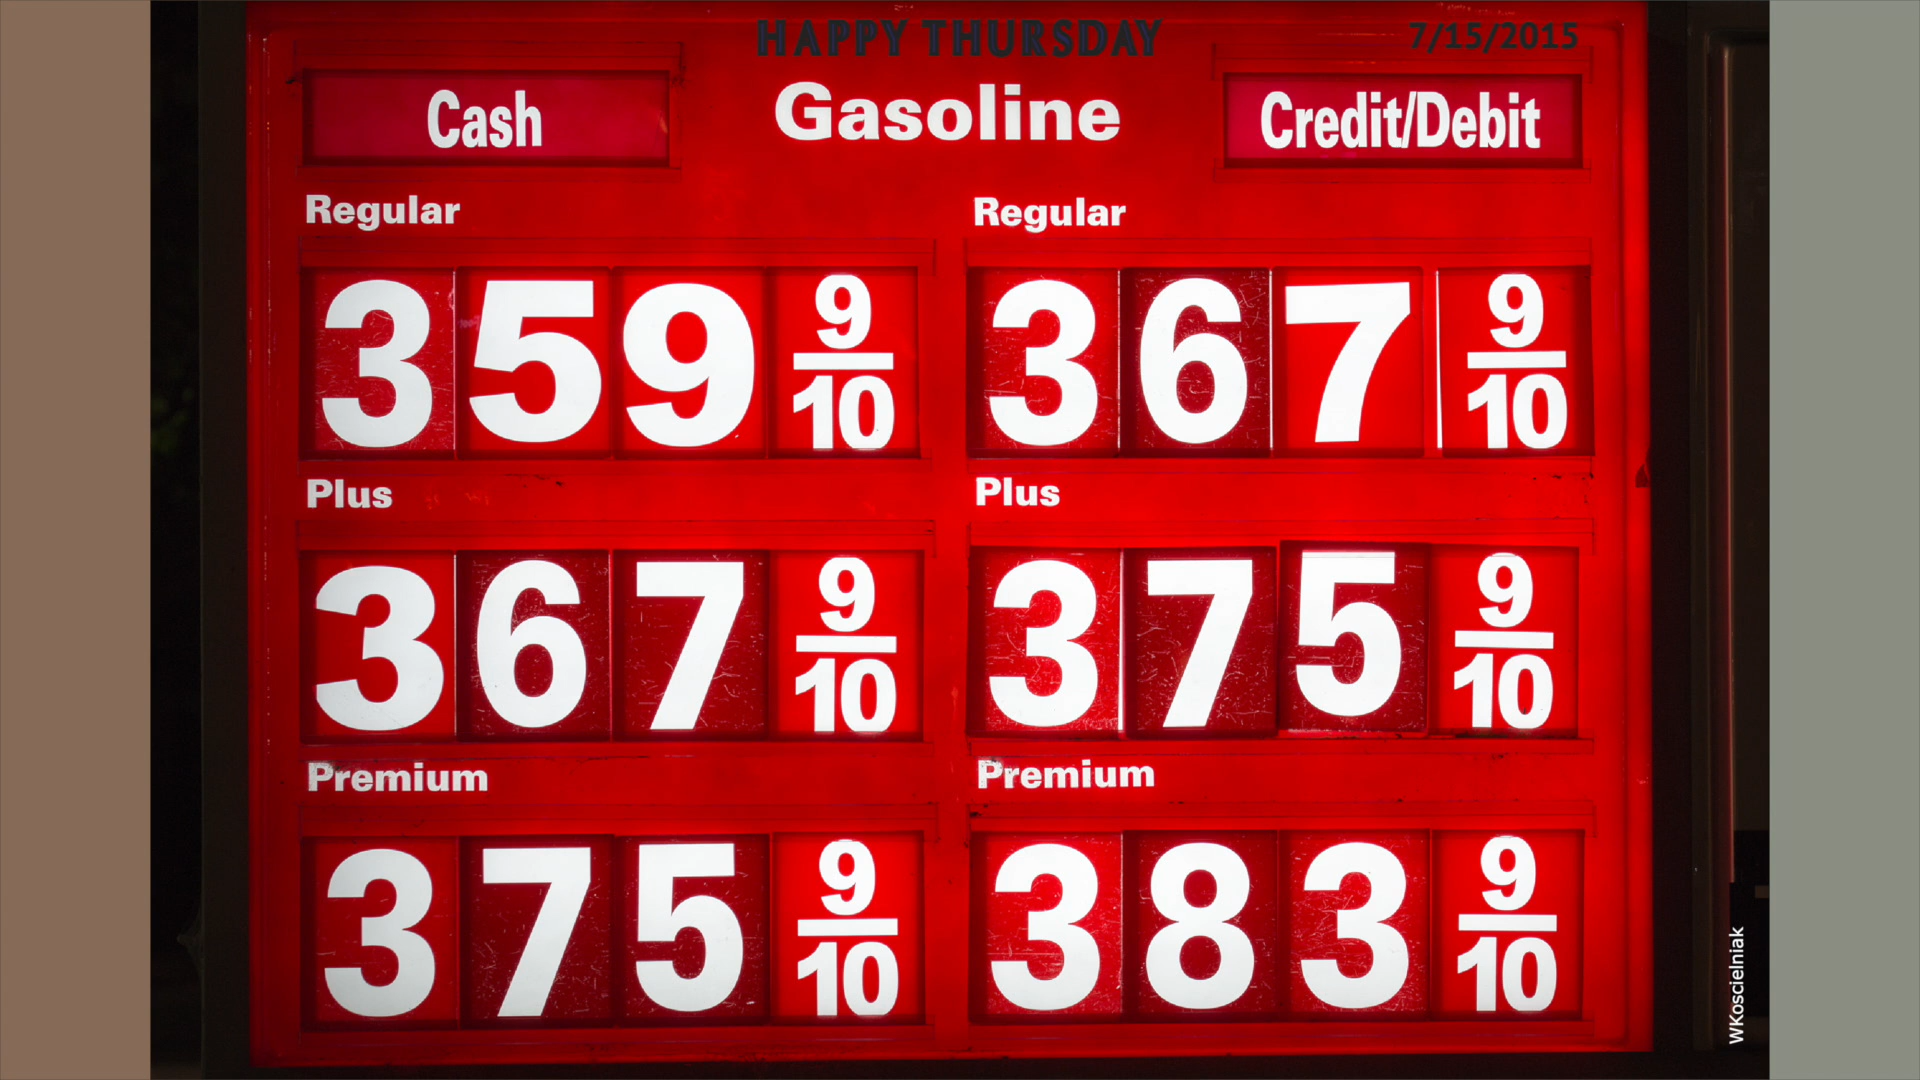 HAPPY THURSDAY 7/15/2015
Cash Gasoline Credit/Debit
Regular Regular
359 9/10 367 9/10
Plus Plus
367 9/10 375 9/10
Premium Premium
375 9/10 383 9/10
WKoscielniak